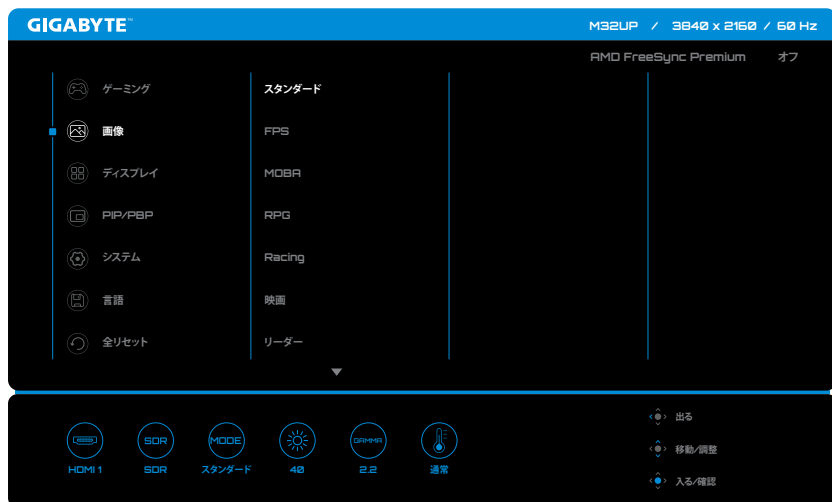 GIGABYTE™
M32UP / 3840 x 2160 / 60 Hz
AMD FreeSync Premium オフ
ゲーミング
画像
ディスプレイ
PIP/PBP
システム
言語
全リセット
スタンダード
FPS
MOBA
RPG
Racing
映画
リーダー
SDR
MODE
GAMMA
HDMI 1
SDR
スタンダード
40
2.2
通常
出る
移動/調整
入る/確認